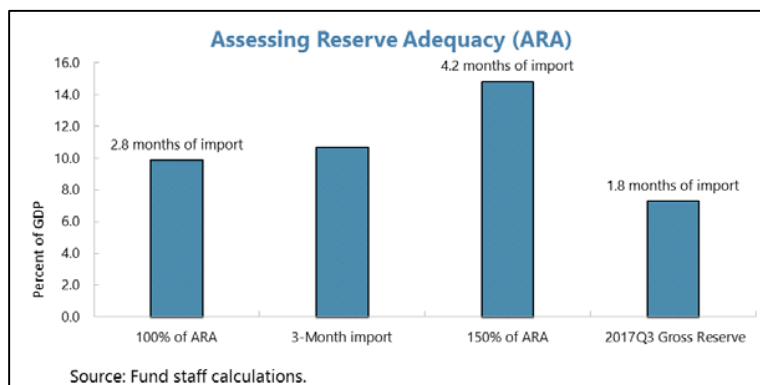 Assessing Reserve Adequacy (ARA)
16.0
14.0
12.0
10.0
8.0
6.0
4.0
2.0
0.0
Percent of GDP
2.8 months of import
4.2 months of import
1.8 months of import
100% of ARA
3-Month import
150% of ARA
2017Q3 Gross Reserve
Source: Fund staff calculations.